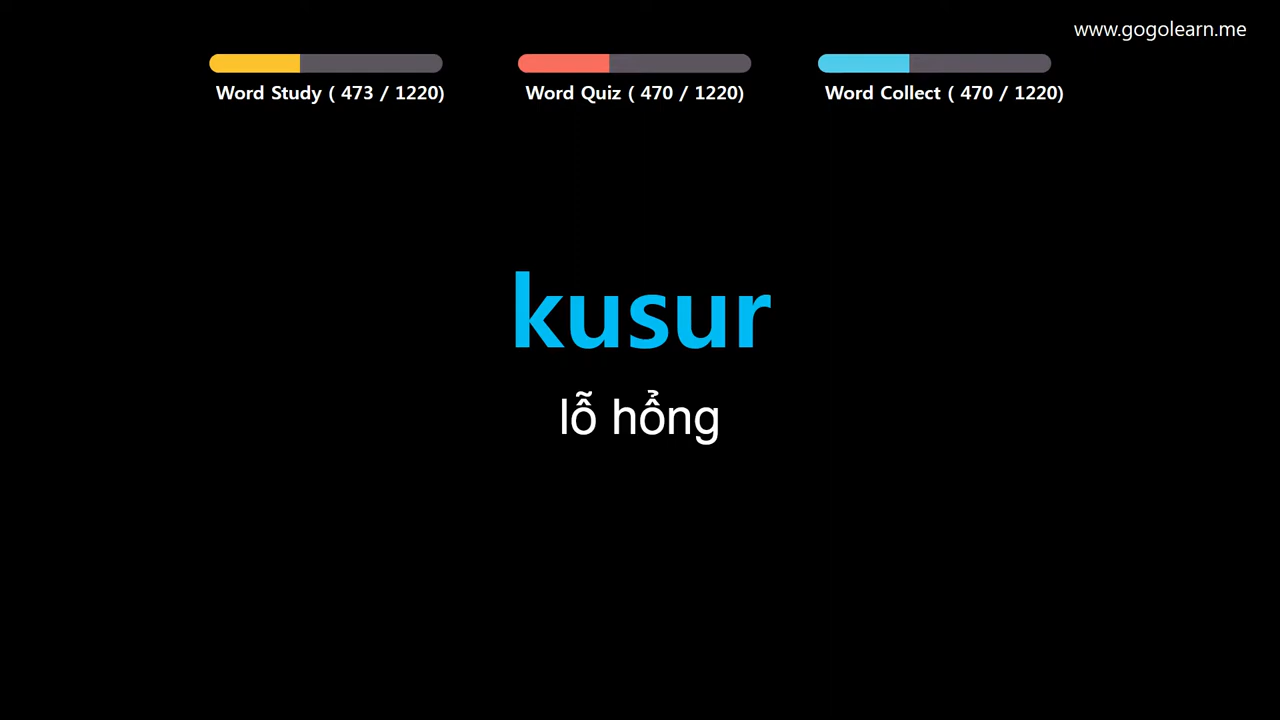 www.gogolearn.me
Word Study ( 473 / 1220)
Word Quiz ( 470 / 1220)
Word Collect ( 470 / 1220)
kusur
lỗ hổng